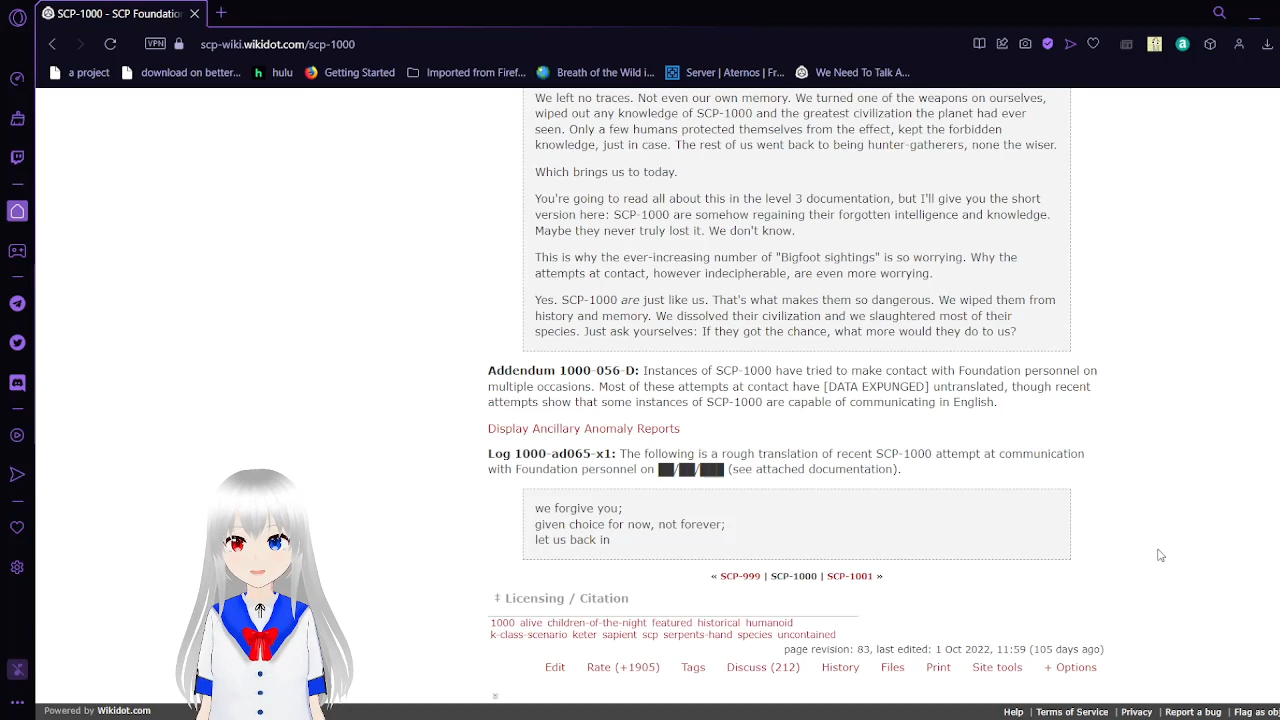 SCP-1000 - SCP Foundation
VPN
scp-wiki.wikidot.com/scp-1000
a project
download on better...
hulu
Getting Started
Imported from Firef...
Breath of the Wild i...
Server | Aternos | Fr...
We Need To Talk A...
We left no traces. Not even our own memory. We turned one of the weapons on ourselves,
wiped out any knowledge of SCP-1000 and the greatest civilization the planet had ever
seen. Only a few humans protected themselves from the effect, kept the forbidden
knowledge, just in case. The rest of us went back to being hunter-gatherers, none the wiser.
Which brings us to today.
You're going to read all about this in the level 3 documentation, but I'll give you the short
version here: SCP-1000 are somehow regaining their forgotten intelligence and knowledge.
Maybe they never truly lost it. We don't know.
This is why the ever-increasing number of "Bigfoot sightings" is so worrying. Why the
attempts at contact, however indecipherable, are even more worrying.
Yes. SCP-1000 are just like us. That's what makes them so dangerous. We wiped them from
history and memory. We dissolved their civilization and we slaughtered most of their
species. Just ask yourselves: If they got the chance, what more would they do to us?
Addendum 1000-056-D: Instances of SCP-1000 have tried to make contact with Foundation personnel on
multiple occasions. Most of these attempts at contact have [DATA EXPUNGED] untranslated, though recent
attempts show that some instances of SCP-1000 are capable of communicating in English.
Display Ancillary Anomaly Reports
Log 1000-ad065-x1: The following is a rough translation of recent SCP-1000 attempt at communication
with Foundation personnel on ██/██/███ (see attached documentation).
we forgive you;
given choice for now, not forever;
let us back in
« SCP-999 | SCP-1000 | SCP-1001 »
‡ Licensing / Citation
1000 alive children-of-the-night featured historical humanoid
k-class-scenario keter sapient scp serpents-hand species uncontained
page revision: 83, last edited: 1 Oct 2022, 11:59 (105 days ago)
Edit Rate (+1905) Tags Discuss (212) History Files Print Site tools + Options
Powered by Wikidot.com
Help | Terms of Service | Privacy | Report a bug | Flag as ob